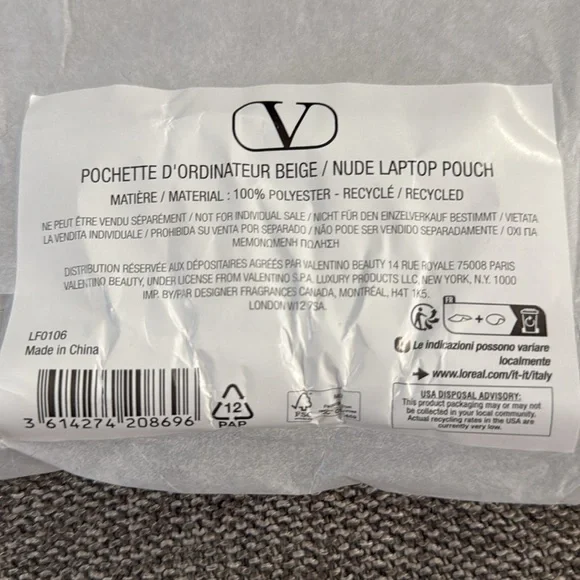 V
POCHETTE D'ORDINATEUR BEIGE / NUDE LAPTOP POUCH
MATIÈRE / MATERIAL : 100% POLYESTER - RECYCLÉ / RECYCLED
NE PEUT ÊTRE VENDU SÉPARÉMENT / NOT FOR INDIVIDUAL SALE / NICHT FÜR DEN EINZELVERKAUF BESTIMMT / VIETATA
LA VENDITA INDIVIDUALE / PROHIBIDA SU VENTA POR SEPARADO / NÃO PODE SER VENDIDO SEPARADAMENTE / ΟΧΙ ΓΙΑ
ΜΕΜΟΝΩΜΕΝΗ ΠΩΛΗΣΗ
DISTRIBUTION RÉSERVÉE AUX DÉPOSITAIRES AGRÉÉS PAR VALENTINO BEAUTY 14 RUE ROYALE 75008 PARIS
VALENTINO BEAUTY, UNDER LICENSE FROM VALENTINO S.P.A. LUXURY PRODUCTS LLC, NEW YORK, N.Y. 1000
IMP. BY/PAR DESIGNER FRAGRANCES CANADA, MONTRÉAL, H4T 1K5.
LONDON W12 7SA.
FR
LF0106
Made in China
Le indicazioni possono variare
localmente
www.loreal.com/it-it/italy
3 614274 208696
12
PAP
FSC
USA DISPOSAL ADVISORY:
This product packaging may or may not
be collected in your local community.
Actual recycling rates in the USA are
currently very low.